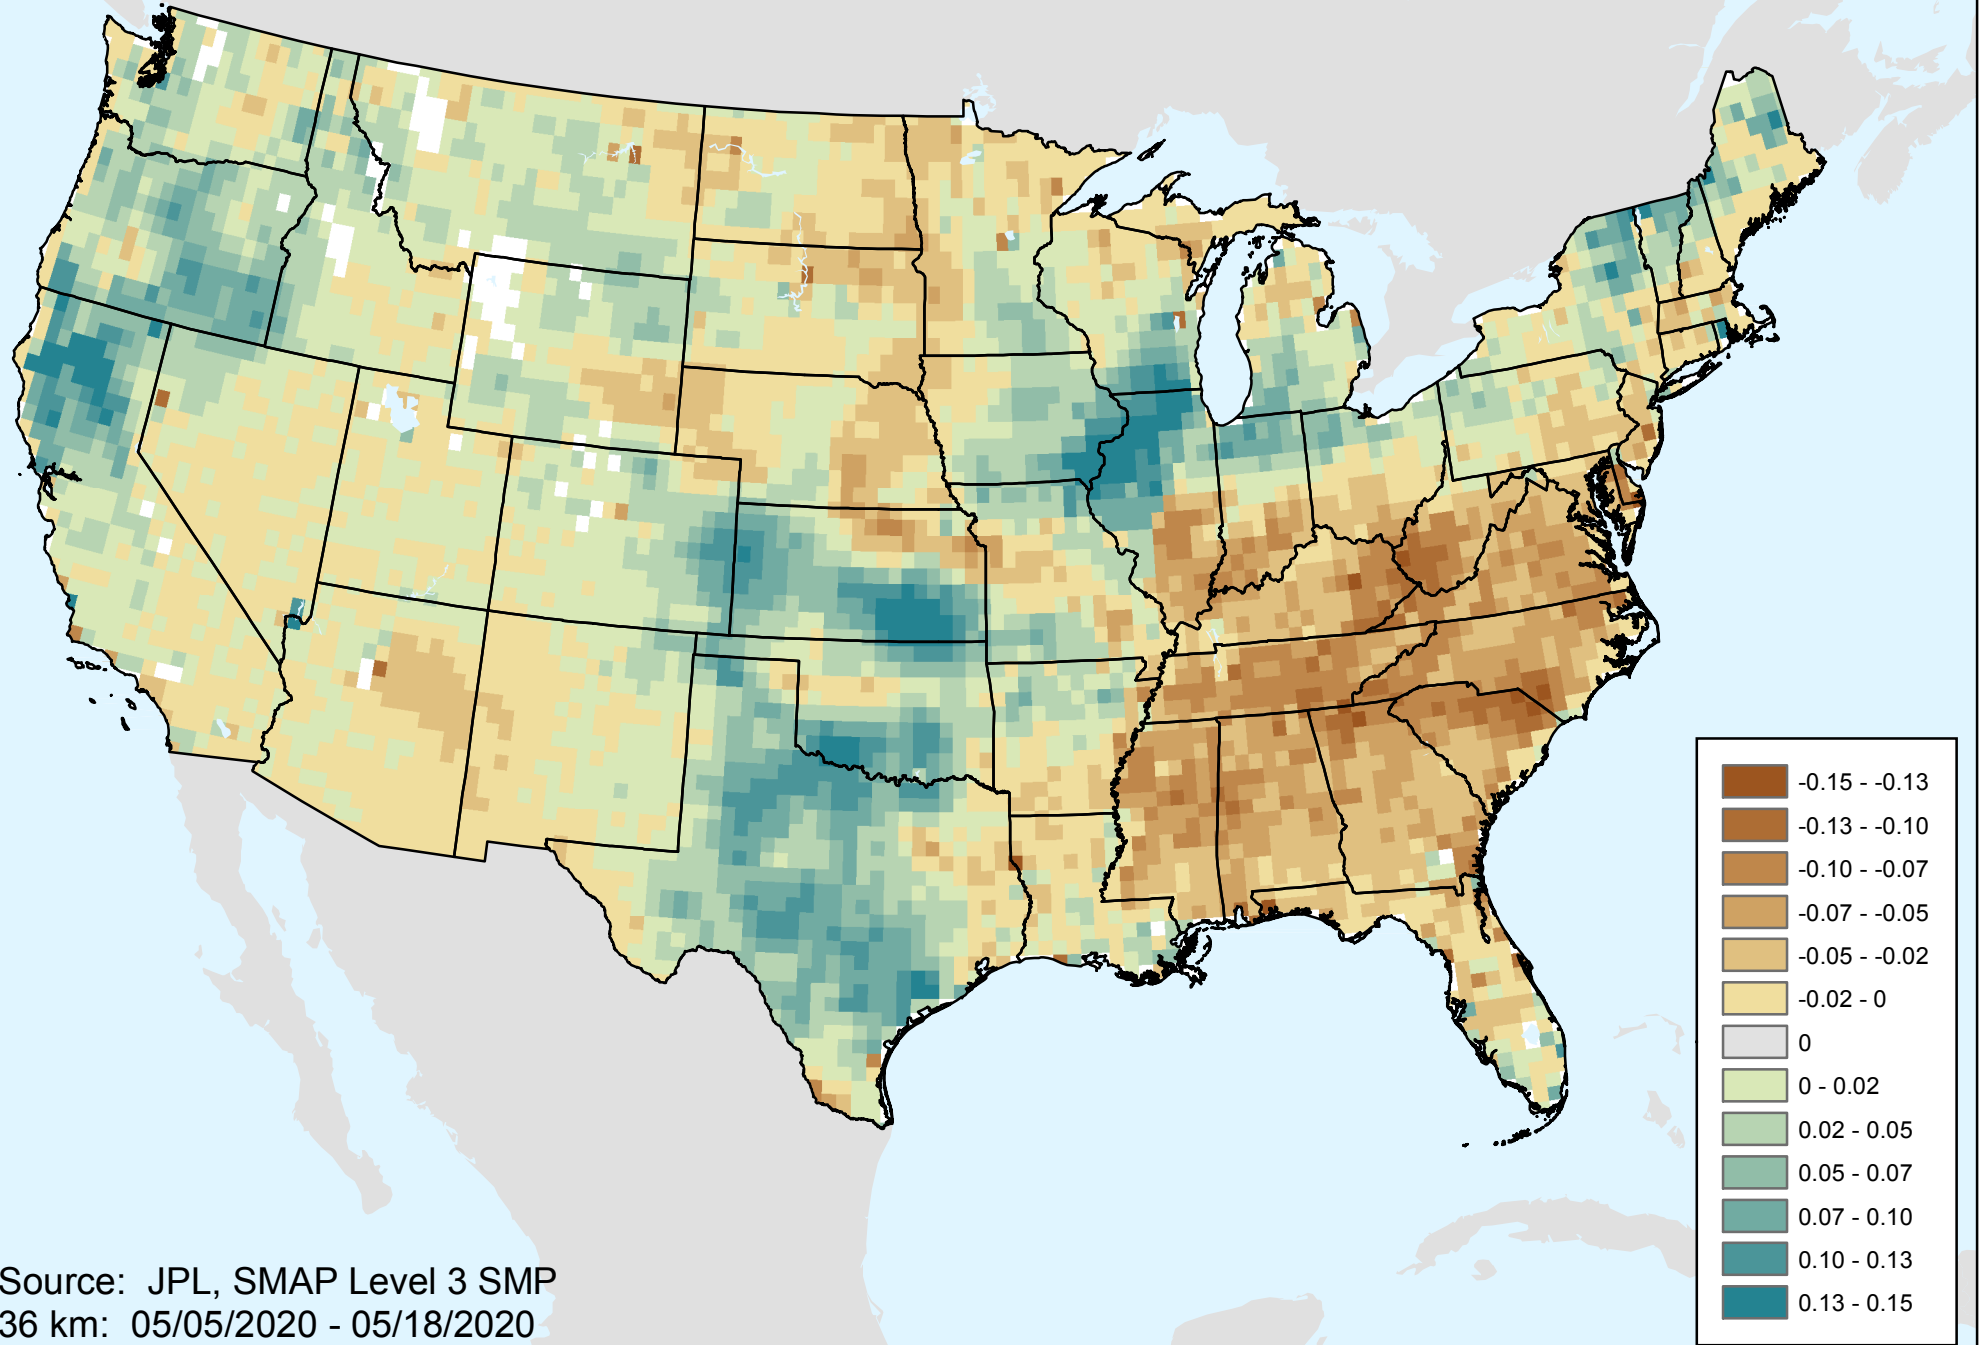 -0.15 - -0.13
-0.13 - -0.10
-0.10 - -0.07
-0.07 - -0.05
-0.05 - -0.02
-0.02 - 0
0
0 - 0.02
0.02 - 0.05
0.05 - 0.07
0.07 - 0.10
0.10 - 0.13
0.13 - 0.15
Source: JPL, SMAP Level 3 SMP
36 km: 05/05/2020 - 05/18/2020